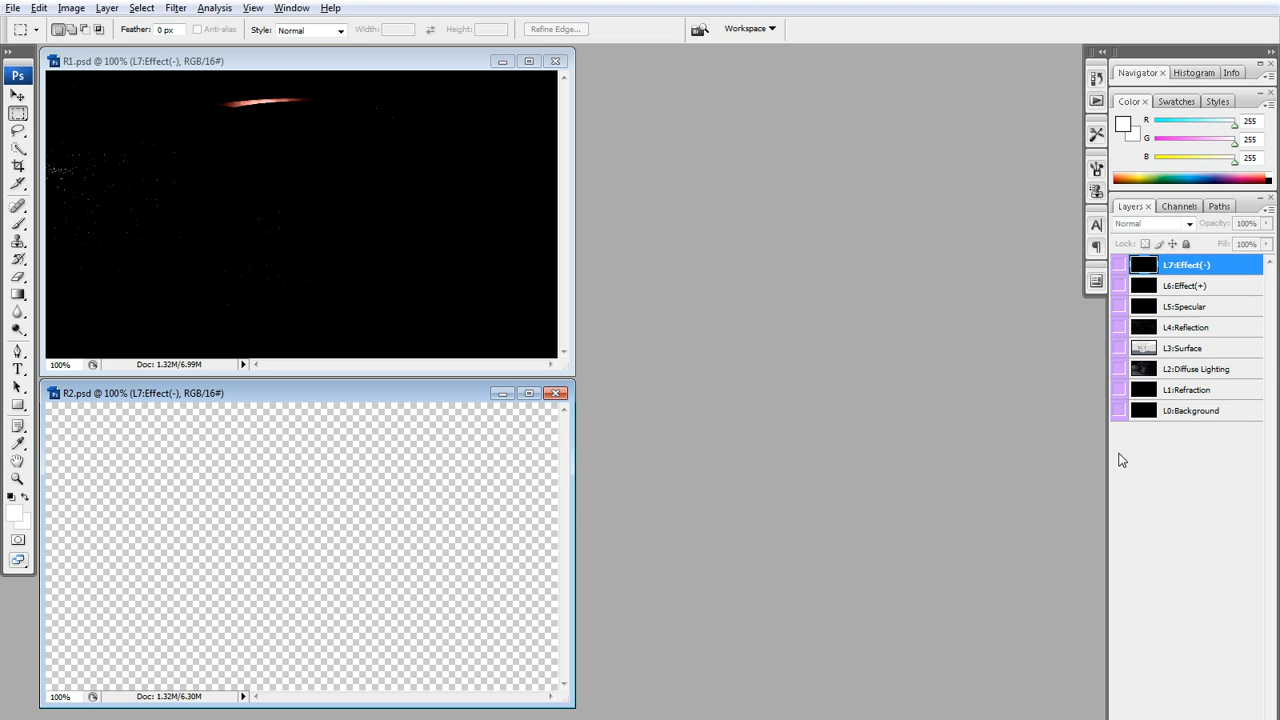 File Edit Image Layer Select Filter Analysis View Window Help
Feather: 0 px Anti-alias Style: Normal Width: Height: Refine Edge... Workspace
R1.psd @ 100% (L7:Effect(-), RGB/16#)
100% Doc: 1.32M/6.99M
R2.psd @ 100% (L7:Effect(-), RGB/16#)
100% Doc: 1.32M/6.30M
Ps
T
A
Navigator Histogram Info
Color Swatches Styles
R 255
G 255
B 255
Layers Channels Paths
Normal Opacity: 100%
Lock: Fill: 100%
L7:Effect(-)
L6:Effect(+)
L5:Specular
L4:Reflection
L3:Surface
L2:Diffuse Lighting
L1:Refraction
L0:Background